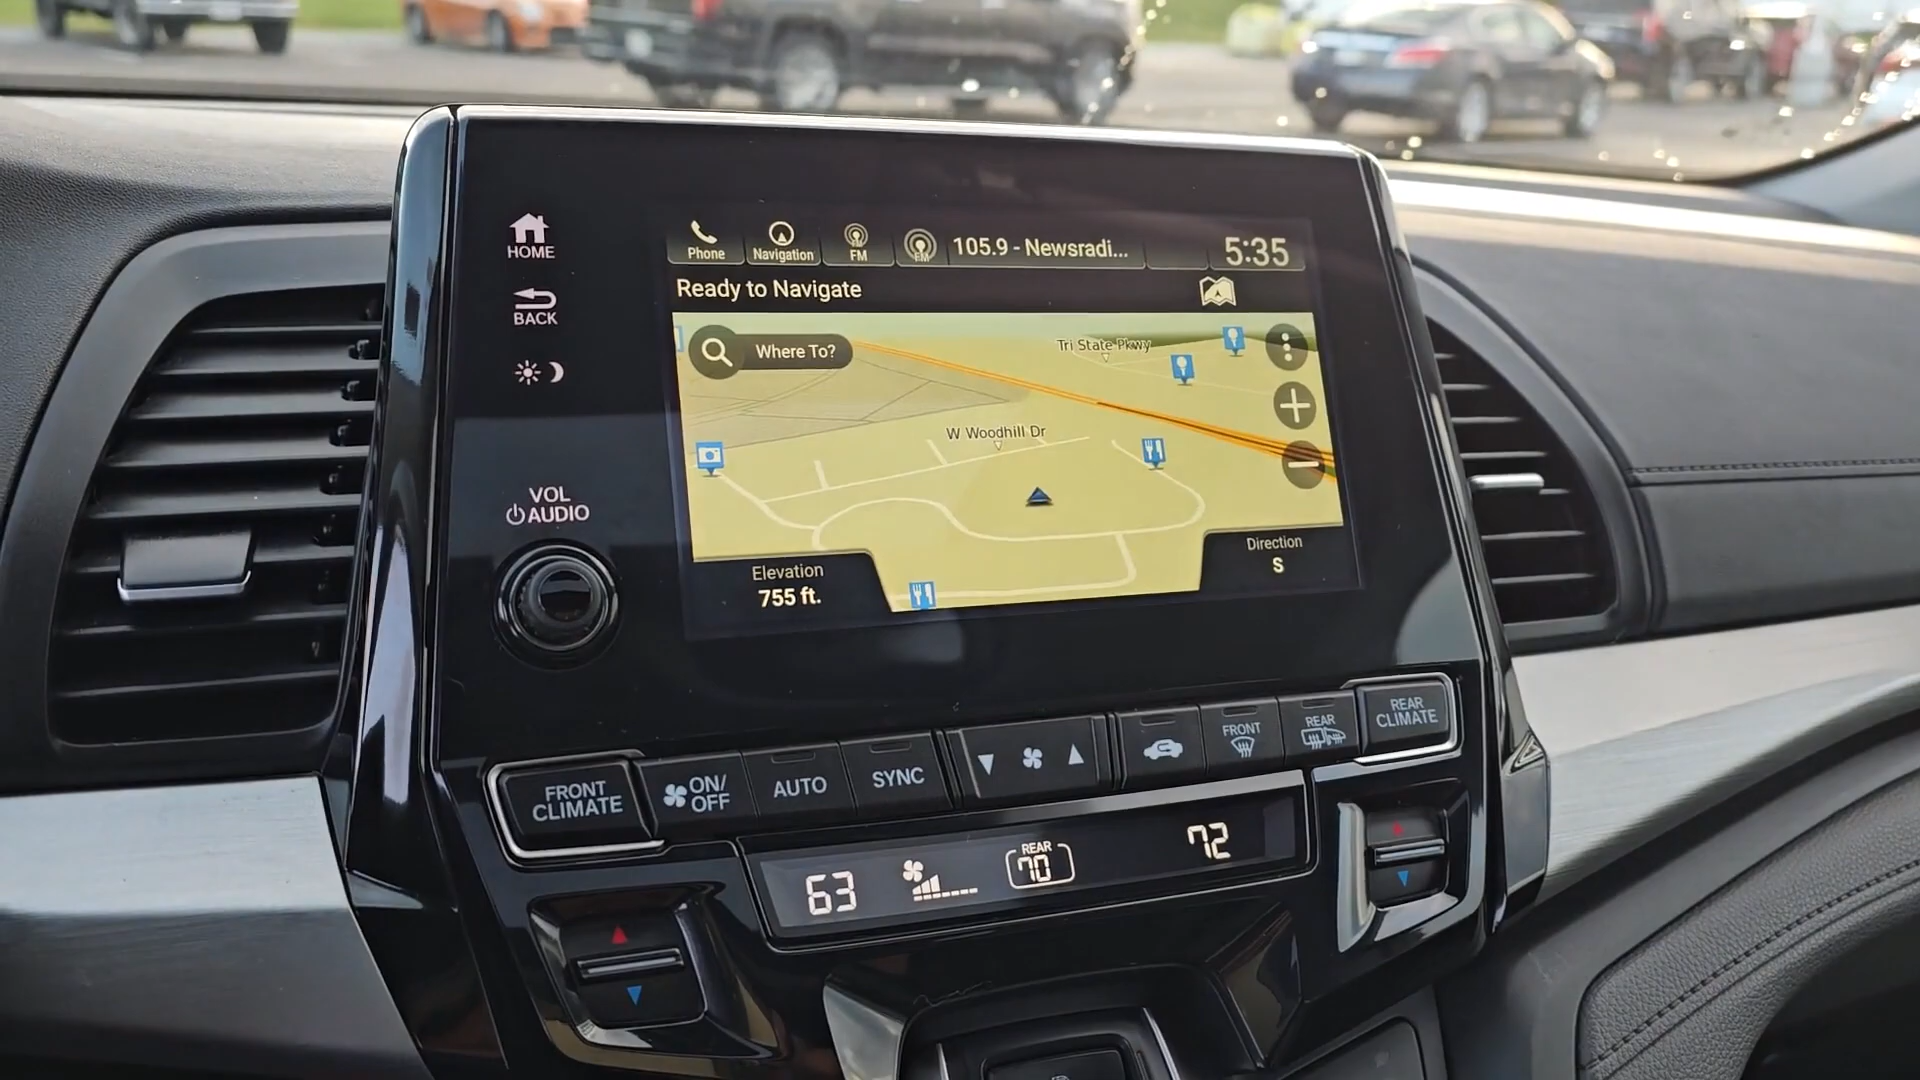 HOME
BACK
VOL
AUDIO
Phone
Navigation
FM
FM
105.9 - Newsradi...
5:35
Ready to Navigate
Where To?
Tri State Pkwy
W Woodhill Dr
Elevation
755 ft.
Direction
S
FRONT
CLIMATE
ON/
OFF
AUTO
SYNC
FRONT
REAR
REAR
CLIMATE
63
REAR
70
72